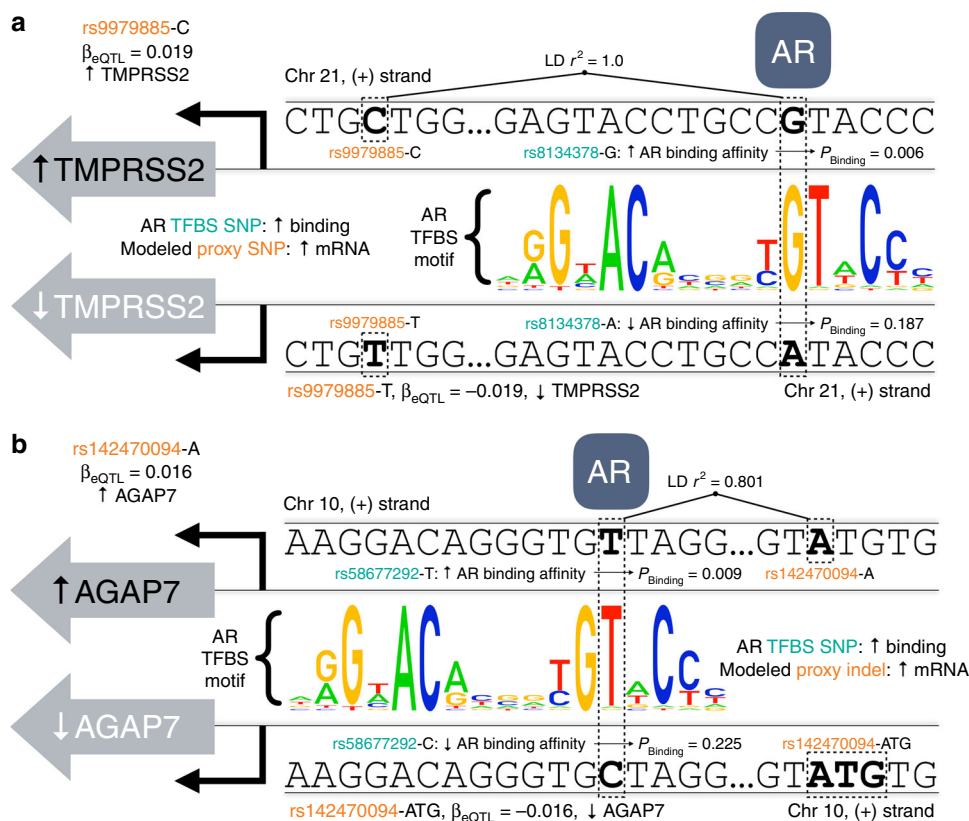 a
rs9979885-C
βeQTL = 0.019
↑ TMPRSS2
AR
LD r² = 1.0
Chr 21, (+) strand
CTGCTGG...GAGTACCTGCCGTACCC
rs9979885-C
rs8134378-G: ↑ AR binding affinity → PBinding = 0.006
↑TMPRSS2
AR TFBS SNP: ↑ binding
Modeled proxy SNP: ↑ mRNA
AR
TFBS
motif
↓TMPRSS2
rs9979885-T
rs8134378-A: ↓ AR binding affinity → PBinding = 0.187
CTGTTGG...GAGTACCTGCCATACCC
rs9979885-T, βeQTL = –0.019, ↓ TMPRSS2
Chr 21, (+) strand
b
rs142470094-A
βeQTL = 0.016
↑ AGAP7
AR
LD r² = 0.801
Chr 10, (+) strand
AAGGACAGGGTGTTAGG...GTATGTG
rs58677292-T: ↑ AR binding affinity → PBinding = 0.009
rs142470094-A
↑AGAP7
AR
TFBS
motif
AR TFBS SNP: ↑ binding
Modeled proxy indel: ↑ mRNA
↓AGAP7
rs58677292-C: ↓ AR binding affinity → PBinding = 0.225
rs142470094-ATG
AAGGACAGGGTGCTAGG...GTATGTG
rs142470094-ATG, βeQTL = –0.016, ↓ AGAP7
Chr 10, (+) strand